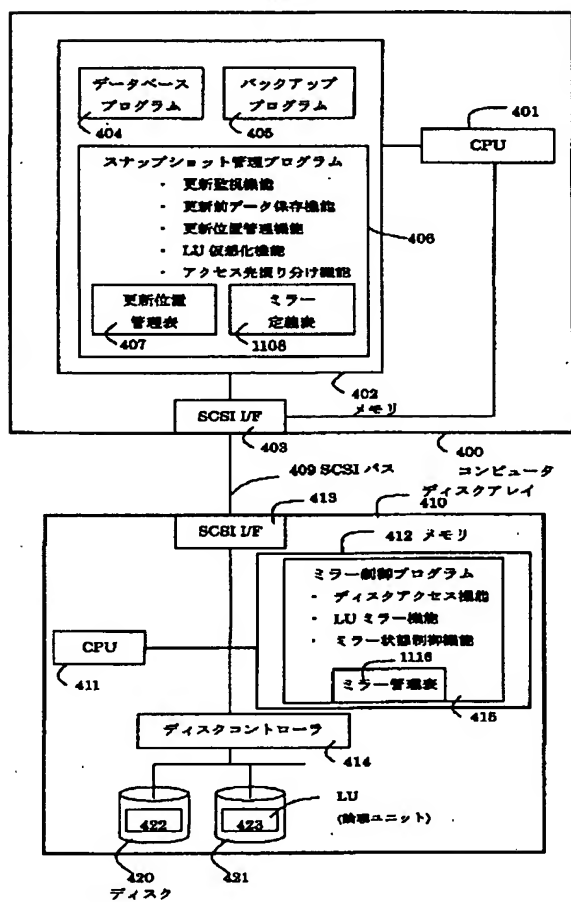 データベース
プログラム
404
バックアップ
プログラム
405
401
CPU
スナップショット管理プログラム
・ 更新監視機能
・ 更新前データ保存機能
・ 更新位置管理機能
・ LU仮想化機能
・ アクセス先振り分け機能
406
更新位置
管理表
407
ミラー
定義表
1108
402
メモリ
SCSI I/F
403
400
コンピュータ
409 SCSI バス
413
410
ディスクアレイ
SCSI I/F
412 メモリ
ミラー制御プログラム
・ ディスクアクセス機能
・ LUミラー機能
・ ミラー状態制御機能
1116
ミラー管理表
415
CPU
411
ディスクコントローラ
414
LU
(論理ユニット)
422
423
420
ディスク
421